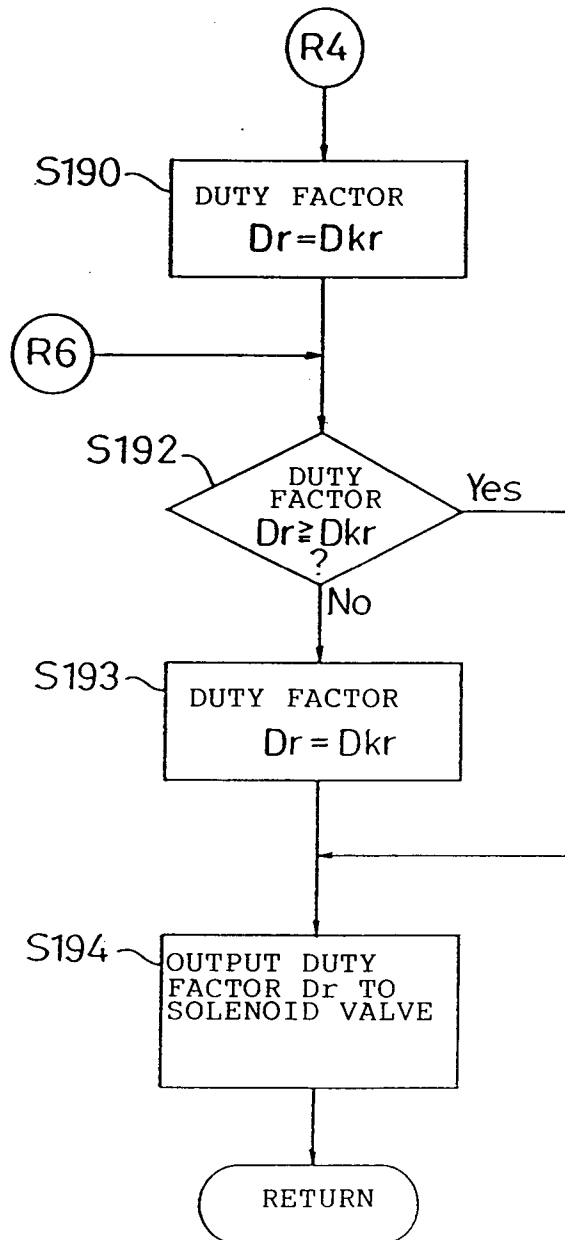 R4
S190
DUTY FACTOR
Dr=Dkr
R6
S192
DUTY
FACTOR
Dr≧Dkr
?
Yes
No
S193
DUTY FACTOR
Dr=Dkr
S194
OUTPUT DUTY
FACTOR Dr TO
SOLENOID VALVE
RETURN